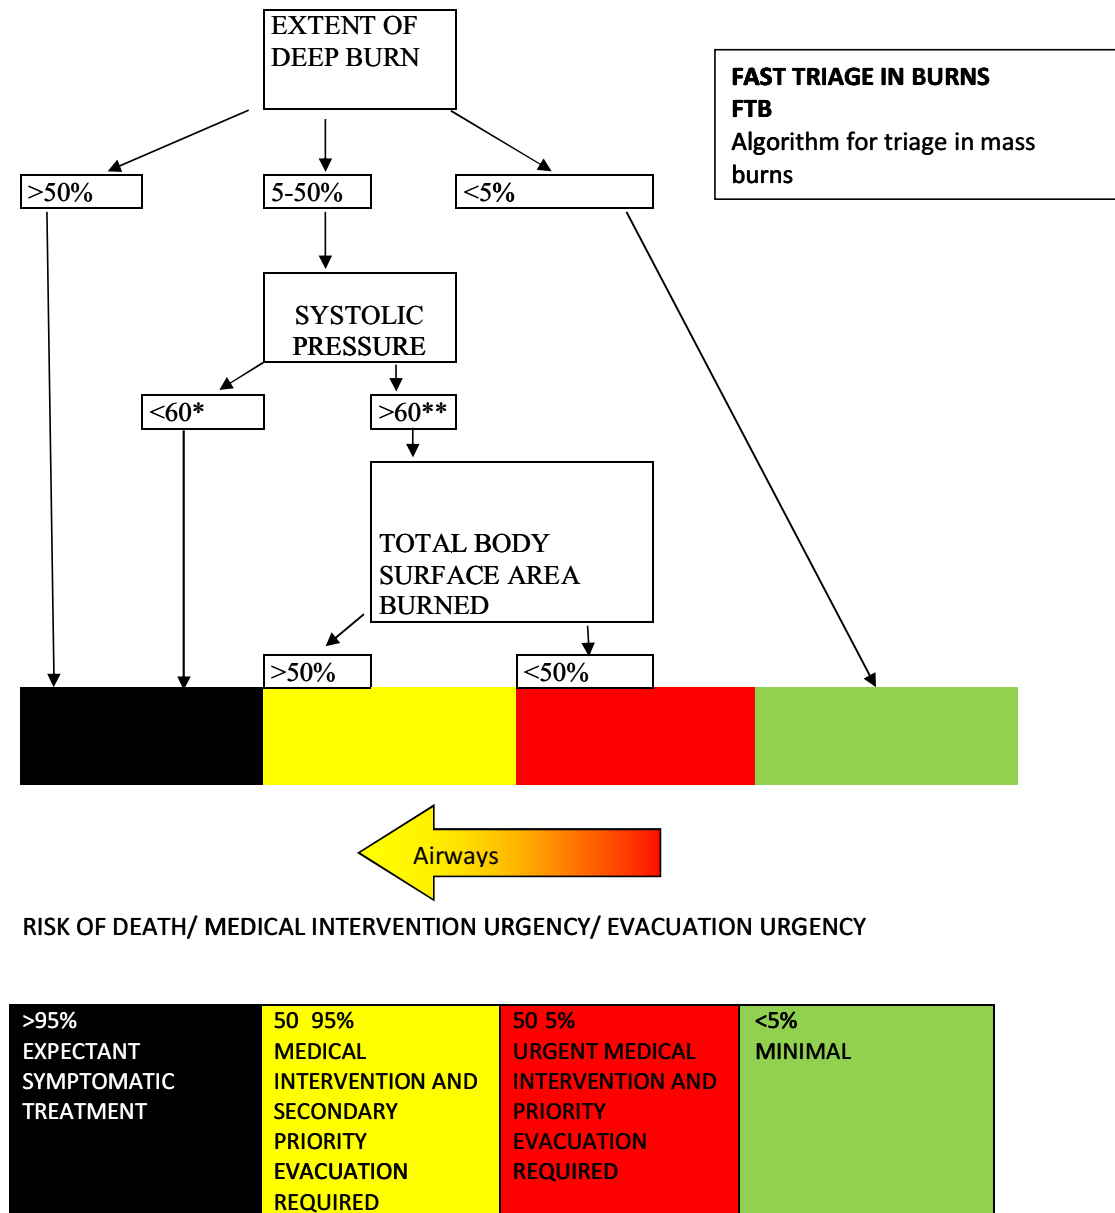 EXTENT OF
DEEP BURN
FAST TRIAGE IN BURNS
FTB
Algorithm for triage in mass
burns
>50%
5-50%
<5%
SYSTOLIC
PRESSURE
<60*
>60**
TOTAL BODY
SURFACE AREA
BURNED
>50%
<50%
Airways
RISK OF DEATH/ MEDICAL INTERVENTION URGENCY/ EVACUATION URGENCY
>95%
EXPECTANT
SYMPTOMATIC
TREATMENT
50 95%
MEDICAL
INTERVENTION AND
SECONDARY
PRIORITY
EVACUATION
REQUIRED
50 5%
URGENT MEDICAL
INTERVENTION AND
PRIORITY
EVACUATION
REQUIRED
<5%
MINIMAL